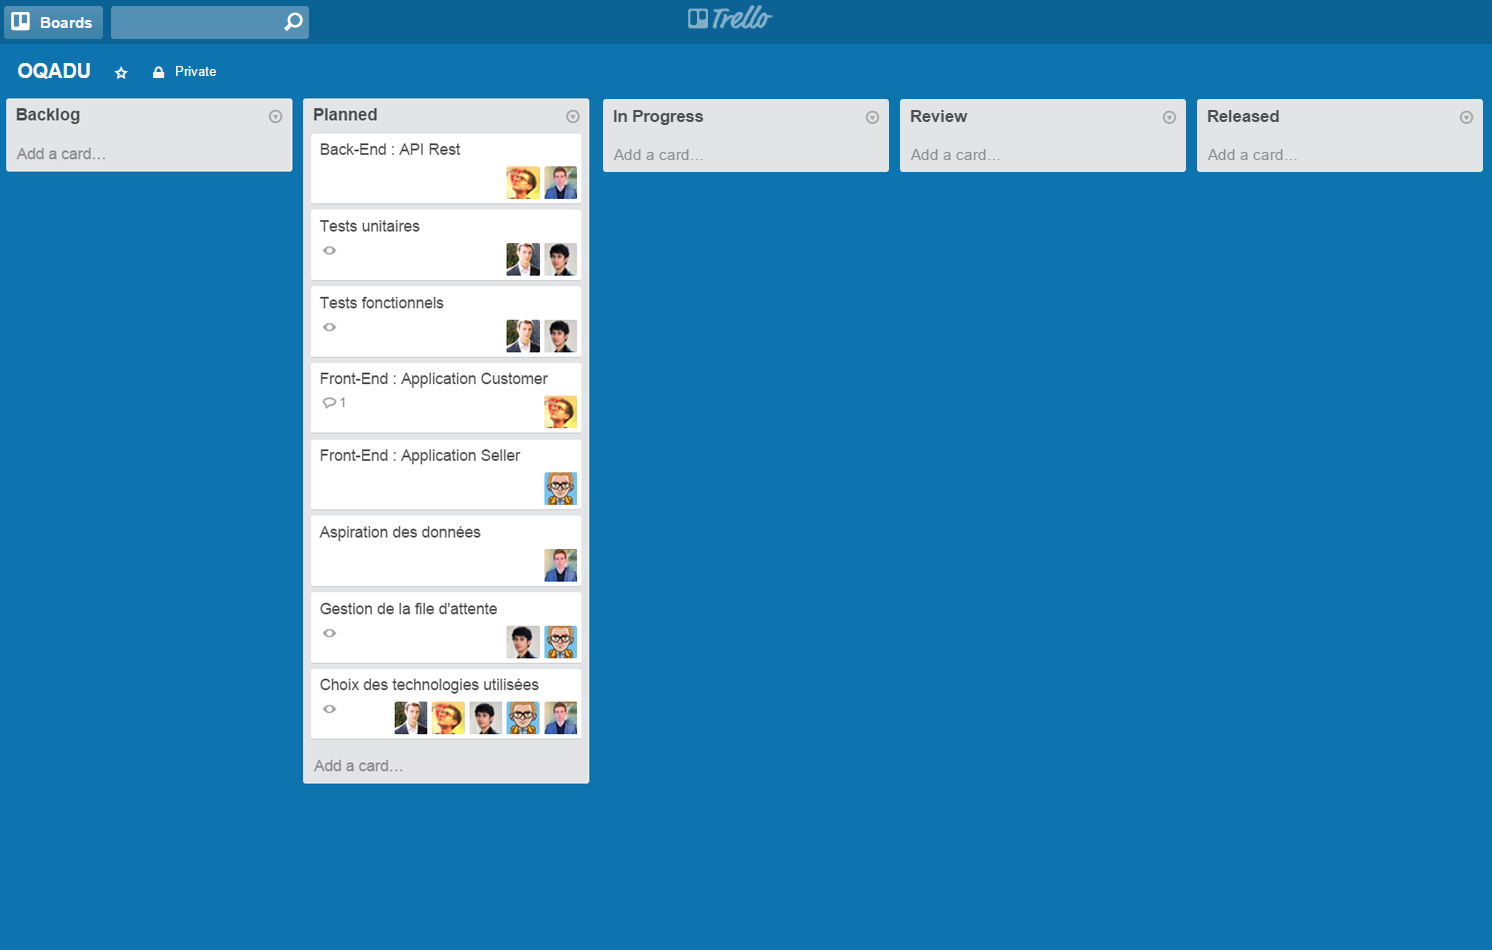 Boards
Trello
OQADU
Private
Backlog
Add a card…
Planned
Back-End : API Rest
Tests unitaires
Tests fonctionnels
Front-End : Application Customer
1
Front-End : Application Seller
Aspiration des données
Gestion de la file d'attente
Choix des technologies utilisées
Add a card…
In Progress
Add a card…
Review
Add a card…
Released
Add a card…